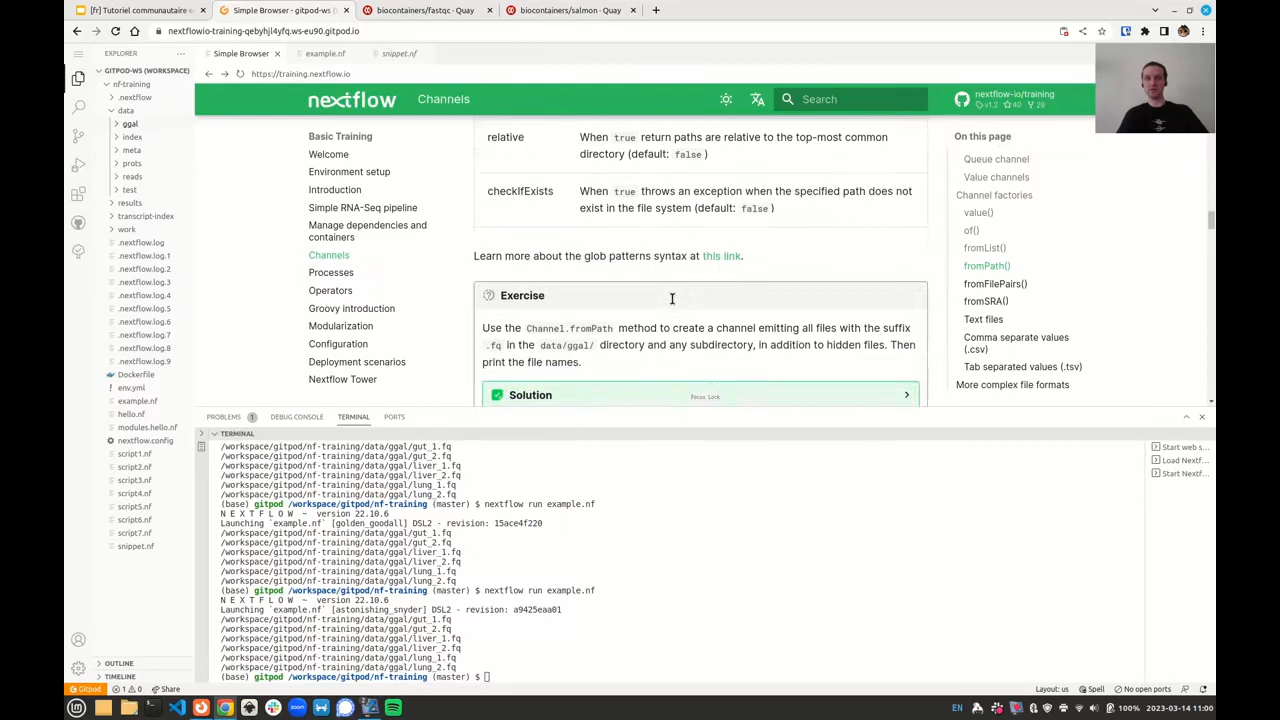 [fr] Tutoriel communautaire
Simple Browser - gitpod-ws (
biocontainers/fastqc · Quay
biocontainers/salmon · Quay
nextflowio-training-qebyhjl4yfq.ws-eu90.gitpod.io
EXPLORER
Simple Browser
example.nf
snippet.nf
GITPOD-WS (WORKSPACE)
nf-training
.nextflow
data
ggal
index
meta
prots
reads
test
results
transcript-index
work
.nextflow.log
.nextflow.log.1
.nextflow.log.2
.nextflow.log.3
.nextflow.log.4
.nextflow.log.5
.nextflow.log.6
.nextflow.log.7
.nextflow.log.8
.nextflow.log.9
Dockerfile
env.yml
example.nf
hello.nf
modules.hello.nf
nextflow.config
script1.nf
script2.nf
script3.nf
script4.nf
script5.nf
script6.nf
script7.nf
snippet.nf
OUTLINE
TIMELINE
https://training.nextflow.io
nextflow
Channels
Search
nextflow-io/training
v1.2 40 29
Basic Training
Welcome
Environment setup
Introduction
Simple RNA-Seq pipeline
Manage dependencies and
containers
Channels
Processes
Operators
Groovy introduction
Modularization
Configuration
Deployment scenarios
Nextflow Tower
relative
When true return paths are relative to the top-most common
directory (default: false )
checkIfExists
When true throws an exception when the specified path does not
exist in the file system (default: false )
Learn more about the glob patterns syntax at this link.
Exercise
Use the Channel.fromPath method to create a channel emitting all files with the suffix
.fq in the data/ggal/ directory and any subdirectory, in addition to hidden files. Then
print the file names.
Solution
Focus Lock
On this page
Queue channel
Value channels
Channel factories
value()
of()
fromList()
fromPath()
fromFilePairs()
fromSRA()
Text files
Comma separate values
(.csv)
Tab separated values (.tsv)
More complex file formats
PROBLEMS 1
DEBUG CONSOLE
TERMINAL
PORTS
TERMINAL
/workspace/gitpod/nf-training/data/ggal/gut_1.fq
/workspace/gitpod/nf-training/data/ggal/gut_2.fq
/workspace/gitpod/nf-training/data/ggal/liver_1.fq
/workspace/gitpod/nf-training/data/ggal/liver_2.fq
/workspace/gitpod/nf-training/data/ggal/lung_1.fq
/workspace/gitpod/nf-training/data/ggal/lung_2.fq
(base) gitpod /workspace/gitpod/nf-training (master) $ nextflow run example.nf
N E X T F L O W ~ version 22.10.6
Launching `example.nf` [golden_goodall] DSL2 - revision: 15ace4f220
/workspace/gitpod/nf-training/data/ggal/gut_1.fq
/workspace/gitpod/nf-training/data/ggal/gut_2.fq
/workspace/gitpod/nf-training/data/ggal/liver_1.fq
/workspace/gitpod/nf-training/data/ggal/liver_2.fq
/workspace/gitpod/nf-training/data/ggal/lung_1.fq
/workspace/gitpod/nf-training/data/ggal/lung_2.fq
(base) gitpod /workspace/gitpod/nf-training (master) $ nextflow run example.nf
N E X T F L O W ~ version 22.10.6
Launching `example.nf` [astonishing_snyder] DSL2 - revision: a9425eaa01
/workspace/gitpod/nf-training/data/ggal/gut_1.fq
/workspace/gitpod/nf-training/data/ggal/gut_2.fq
/workspace/gitpod/nf-training/data/ggal/liver_1.fq
/workspace/gitpod/nf-training/data/ggal/liver_2.fq
/workspace/gitpod/nf-training/data/ggal/lung_1.fq
/workspace/gitpod/nf-training/data/ggal/lung_2.fq
(base) gitpod /workspace/gitpod/nf-training (master) $
Start web s...
Load Nextf...
Start Nextf...
Gitpod
1 0
Share
Layout: us
Spell
No open ports
EN
100%
2023-03-14 11:00